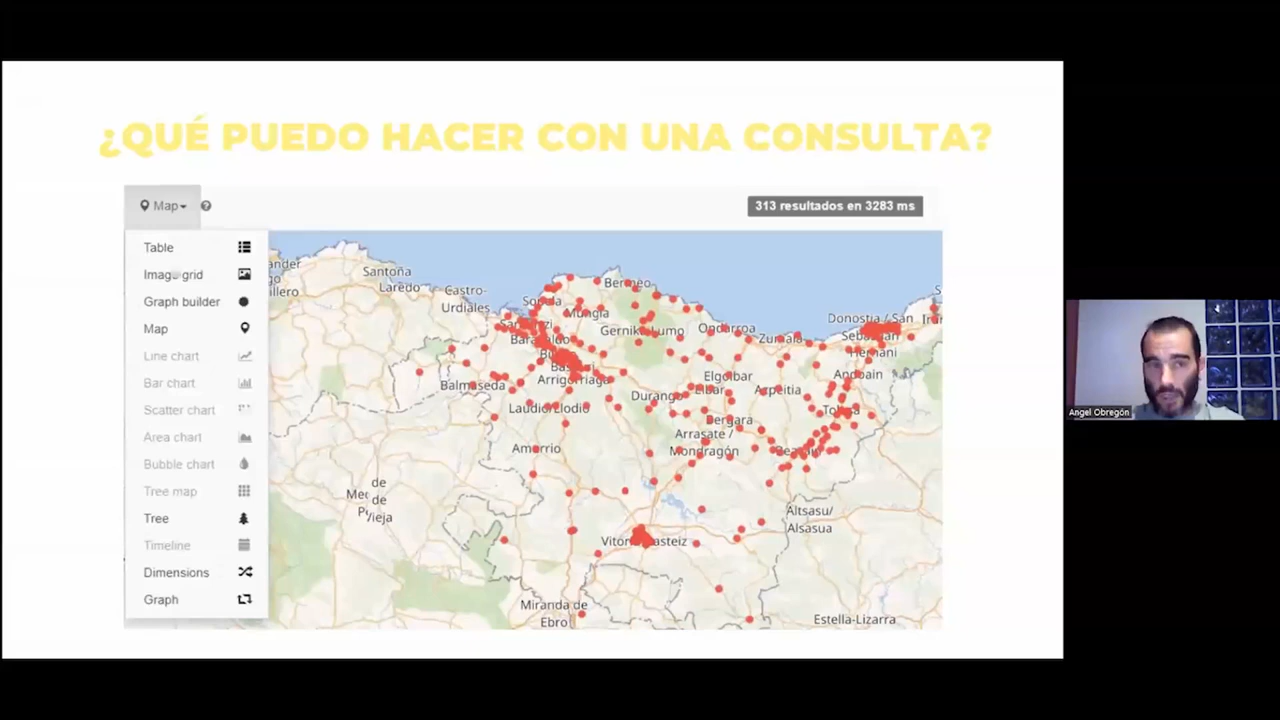 ¿QUÉ PUEDO HACER CON UNA CONSULTA?
Map
313 resultados en 3283 ms
Table
Image grid
Graph builder
Map
Line chart
Bar chart
Scatter chart
Area chart
Bubble chart
Tree map
Tree
Timeline
Dimensions
Graph
Santoña
Laredo
Castro-
Urdiales
Bermeo
Mungia
Gernika-Lumo
Ondarroa
Zumaia
Donostia / San
Sebastián
Hernani
Andoain
Balmaseda
Arrigorriaga
Durango
Elgoibar
Eibar
Azpeitia
Laudio/Llodio
Bergara
Tolosa
Arrasate /
Mondragón
Beasain
Amurrio
Altsasu/
Alsasua
Vitoria-Gasteiz
Miranda de
Ebro
Estella-Lizarra
Angel Obregón